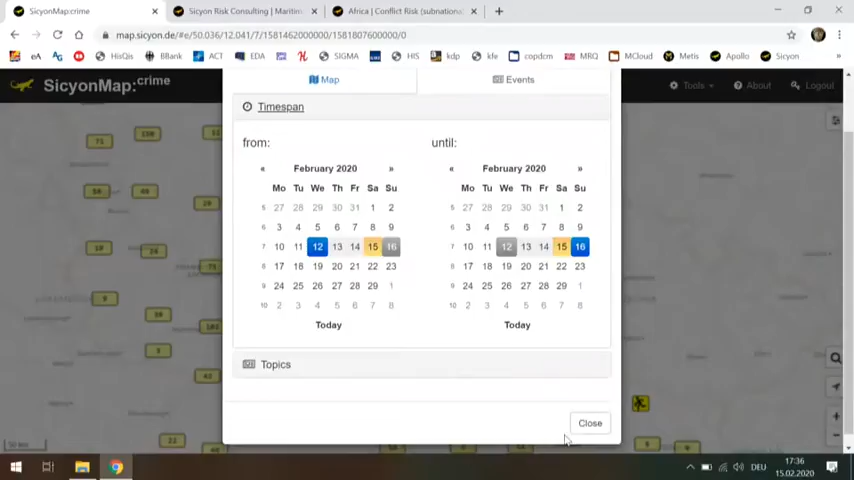 SicyonMap:crime
Sicyon Risk Consulting | Maritim
Africa | Conflict Risk (subnationa
map.sicyon.de/#e/50.036/12.041/7/1581462000000/1581807600000/0
HisQis BBank ACT EDA SIGMA HIS kdp kfe copdcm MRQ MCloud Metis Apollo Sicyon
SicyonMap:crime
Map
Events
Tools
About
Logout
Timespan
from:
until:
« February 2020 »
« February 2020 »
Mo Tu We Th Fr Sa Su
Mo Tu We Th Fr Sa Su
5 27 28 29 30 31 1 2
5 27 28 29 30 31 1 2
6 3 4 5 6 7 8 9
6 3 4 5 6 7 8 9
7 10 11 12 13 14 15 16
7 10 11 12 13 14 15 16
8 17 18 19 20 21 22 23
8 17 18 19 20 21 22 23
9 24 25 26 27 28 29 1
9 24 25 26 27 28 29 1
10 2 3 4 5 6 7 8
10 2 3 4 5 6 7 8
Today
Today
Topics
Close
DEU
17:36
15.02.2020